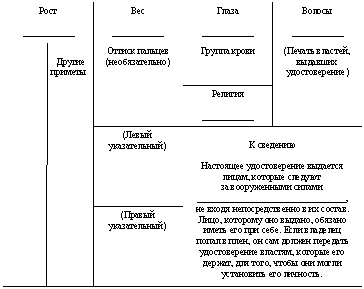 Рост Вес Глаза Волосы
Другие
приметы
Оттиск пальцев
(необязательно)
Группа крови
(Печать властей,
выдавших
удостоверение)
Религия
(Левый
указательный)
(Правый
указательный)
К сведению
Настоящее удостоверение выдается
лицам, которые следуют
за вооруженными силами
,
не входя непосредственно в их состав.
Лицо, которому оно выдано, обязано
иметь его при себе. Если владелец
попал в плен, он сам должен передать
удостоверение властям, которые его
держат, для того, чтобы они могли
установить его личность.